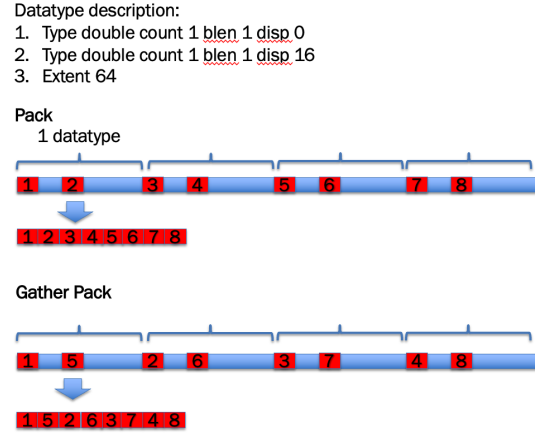 Datatype description:
1. Type double count 1 blen 1 disp 0
2. Type double count 1 blen 1 disp 16
3. Extent 64
Pack
1 datatype
1 2 3 4 5 6 7 8
1 2 3 4 5 6 7 8
Gather Pack
1 5 2 6 3 7 4 8
1 5 2 6 3 7 4 8